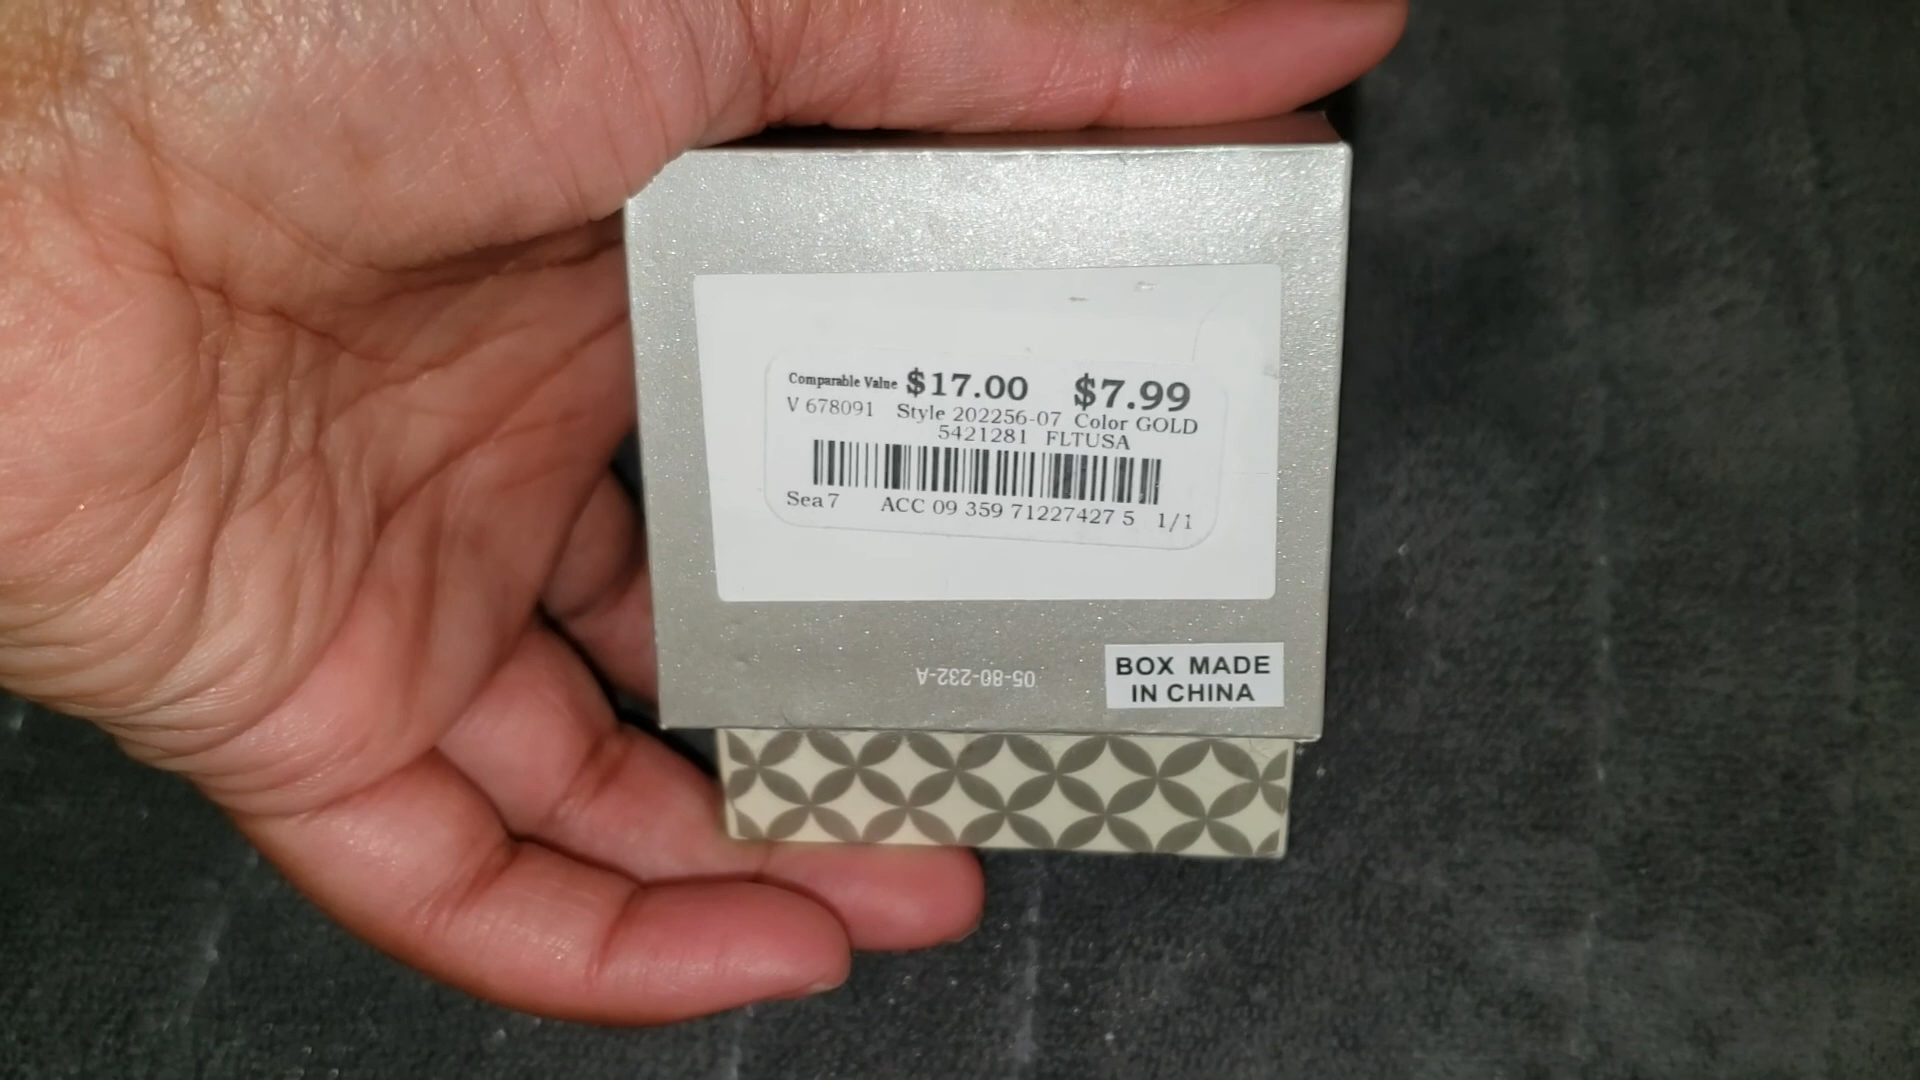 Comparable Value $17.00 $7.99
V 678091 Style 202256-07 Color GOLD
5421281 FLTUSA
Sea 7 ACC 09 359 71227427 5 1/1
05-80-232-A
BOX MADE
IN CHINA